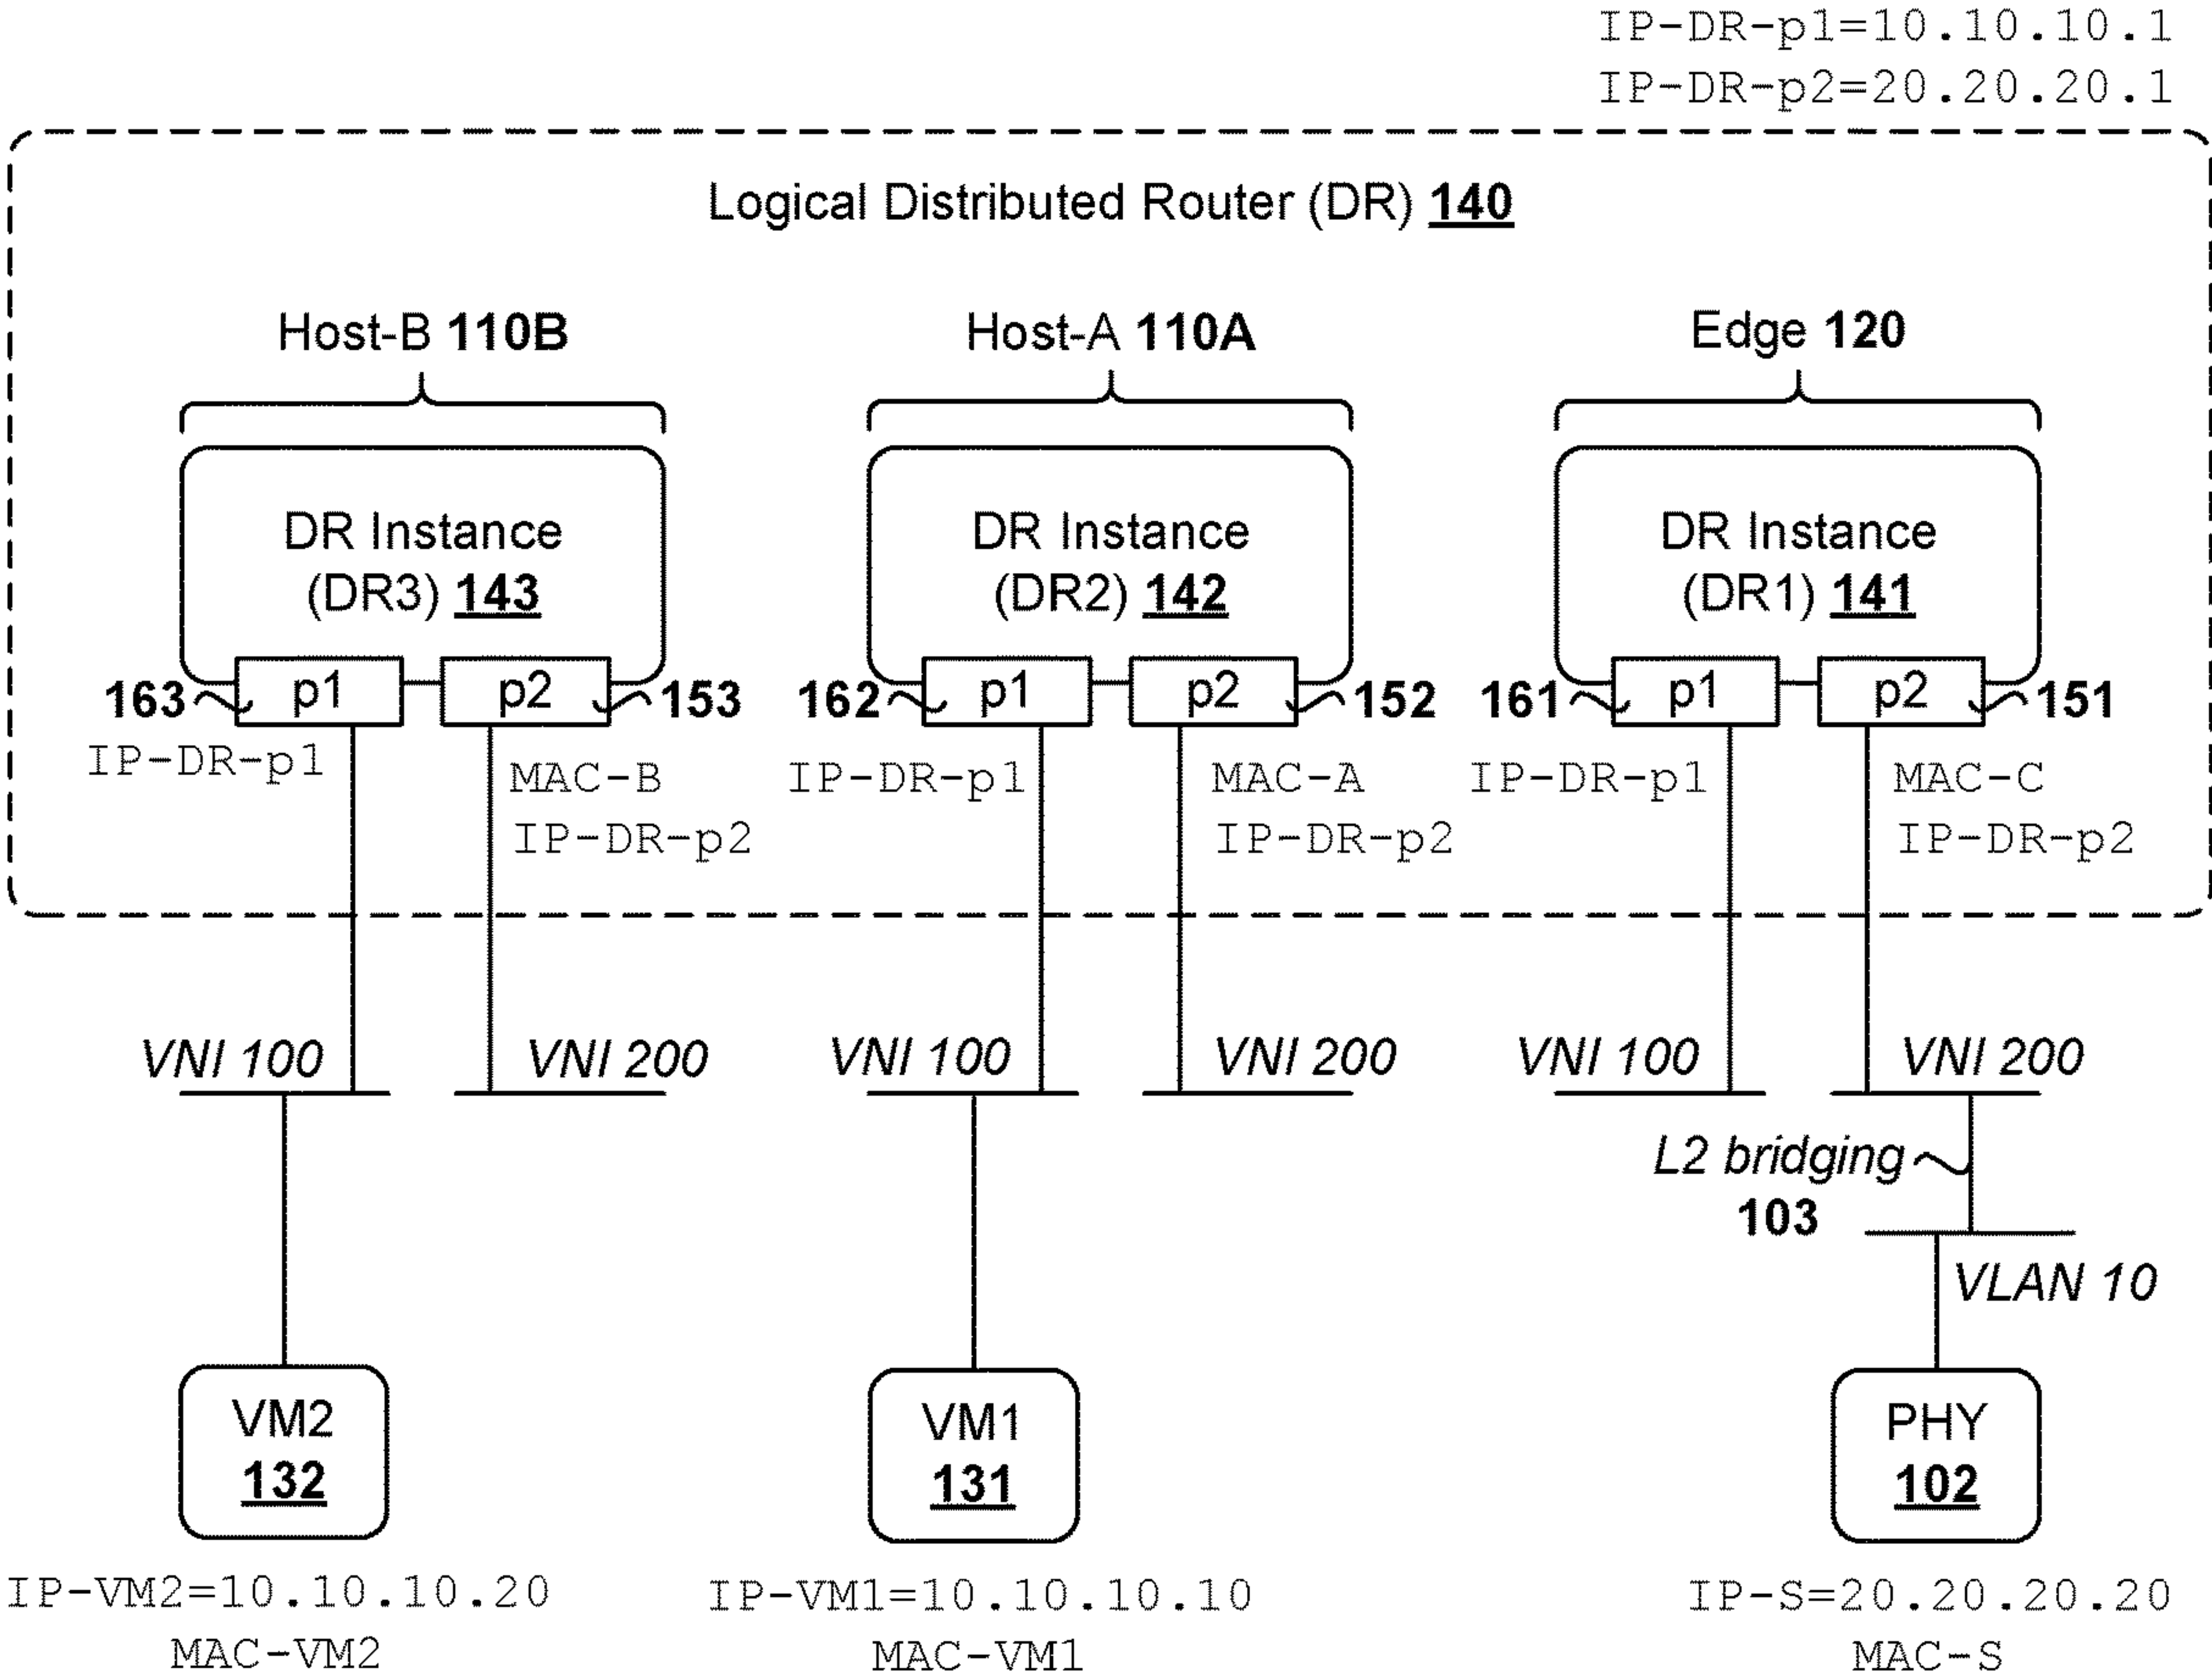 IP-DR-p1=10.10.10.1
IP-DR-p2=20.20.20.1
Logical Distributed Router (DR) 140
Host-B 110B
Host-A 110A
Edge 120
DR Instance
(DR3) 143
DR Instance
(DR2) 142
DR Instance
(DR1) 141
163 p1 p2 153
162 p1 p2 152
161 p1 p2 151
IP-DR-p1
MAC-B
IP-DR-p2
IP-DR-p1
MAC-A
IP-DR-p2
IP-DR-p1
MAC-C
IP-DR-p2
VNI 100
VNI 200
VNI 100
VNI 200
VNI 100
VNI 200
L2 bridging
103
VLAN 10
VM2
132
VM1
131
PHY
102
IP-VM2=10.10.10.20
MAC-VM2
IP-VM1=10.10.10.10
MAC-VM1
IP-S=20.20.20.20
MAC-S